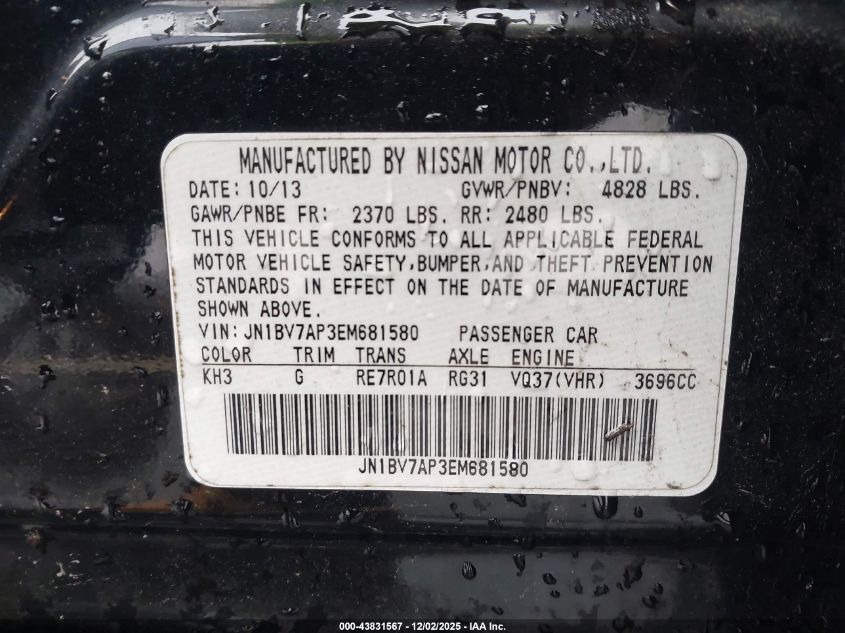 MANUFACTURED BY NISSAN MOTOR CO.,LTD.
DATE: 10/13 GVWR/PNBV: 4828 LBS.
GAWR/PNBE FR: 2370 LBS. RR: 2480 LBS.
THIS VEHICLE CONFORMS TO ALL APPLICABLE FEDERAL
MOTOR VEHICLE SAFETY,BUMPER,AND THEFT PREVENTION
STANDARDS IN EFFECT ON THE DATE OF MANUFACTURE
SHOWN ABOVE.
VIN: JN1BV7AP3EM681580 PASSENGER CAR
COLOR TRIM TRANS AXLE ENGINE
KH3 G RE7R01A RG31 VQ37(VHR) 3696CC
JN1BV7AP3EM681580
000-43831567 - 12/02/2025 - IAA Inc.